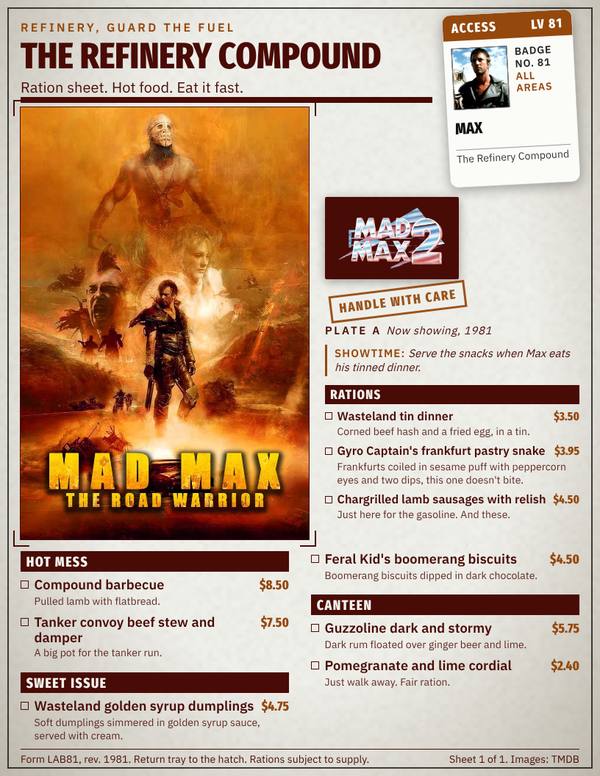 REFINERY, GUARD THE FUEL
THE REFINERY COMPOUND
Ration sheet. Hot food. Eat it fast.
ACCESS LV 81
BADGE
NO. 81
ALL
AREAS
MAX
The Refinery Compound
MAD MAX
THE ROAD WARRIOR
MAD
MAX 2
HANDLE WITH CARE
PLATE A Now showing, 1981
SHOWTIME: Serve the snacks when Max eats
his tinned dinner.
RATIONS
Wasteland tin dinner $3.50
Corned beef hash and a fried egg, in a tin.
Gyro Captain's frankfurt pastry snake $3.95
Frankfurts coiled in sesame puff with peppercorn
eyes and two dips, this one doesn't bite.
Chargrilled lamb sausages with relish $4.50
Just here for the gasoline. And these.
HOT MESS
Compound barbecue $8.50
Pulled lamb with flatbread.
Tanker convoy beef stew and $7.50
damper
A big pot for the tanker run.
SWEET ISSUE
Wasteland golden syrup dumplings $4.75
Soft dumplings simmered in golden syrup sauce,
served with cream.
Feral Kid's boomerang biscuits $4.50
Boomerang biscuits dipped in dark chocolate.
CANTEEN
Guzzoline dark and stormy $5.75
Dark rum floated over ginger beer and lime.
Pomegranate and lime cordial $2.40
Just walk away. Fair ration.
Form LAB81, rev. 1981. Return tray to the hatch. Rations subject to supply. Sheet 1 of 1. Images: TMDB